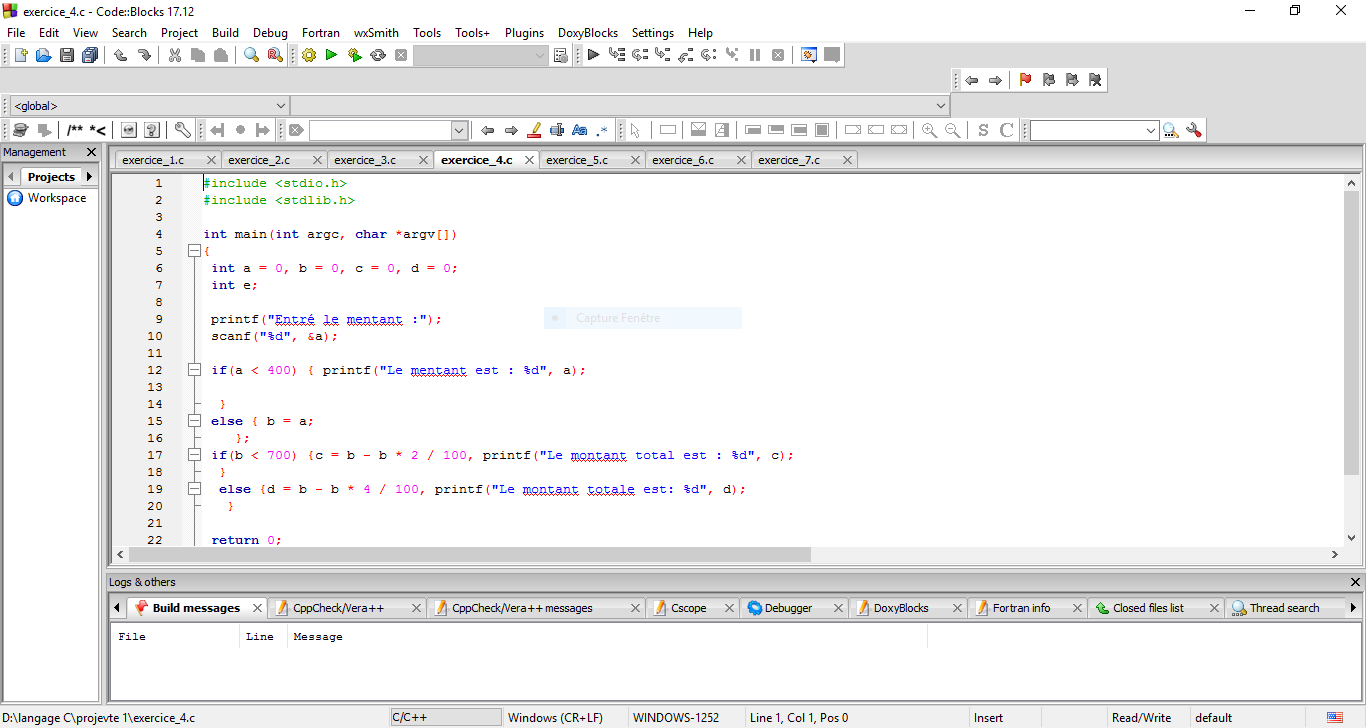 exercice_4.c - Code::Blocks 17.12
File Edit View Search Project Build Debug Fortran wxSmith Tools Tools+ Plugins DoxyBlocks Settings Help
<global>
/** *<
Aa .*
S C
Management
Projects
Workspace
exercice_1.c exercice_2.c exercice_3.c exercice_4.c exercice_5.c exercice_6.c exercice_7.c
1 #include <stdio.h>
2 #include <stdlib.h>
3
4 int main(int argc, char *argv[])
5 {
6 int a = 0, b = 0, c = 0, d = 0;
7 int e;
8
9 printf("Entré le mentant :");
10 scanf("%d", &a);
11
12 if(a < 400) { printf("Le mentant est : %d", a);
13
14 }
15 else { b = a;
16 };
17 if(b < 700) {c = b - b * 2 / 100, printf("Le montant total est : %d", c);
18 }
19 else {d = b - b * 4 / 100, printf("Le montant totale est: %d", d);
20 }
21
22 return 0;
Capture Fenêtre
Logs & others
Build messages CppCheck/Vera++ CppCheck/Vera++ messages Cscope Debugger DoxyBlocks Fortran info Closed files list Thread search
File Line Message
D:\langage C\projevte 1\exercice_4.c C/C++ Windows (CR+LF) WINDOWS-1252 Line 1, Col 1, Pos 0 Insert Read/Write default